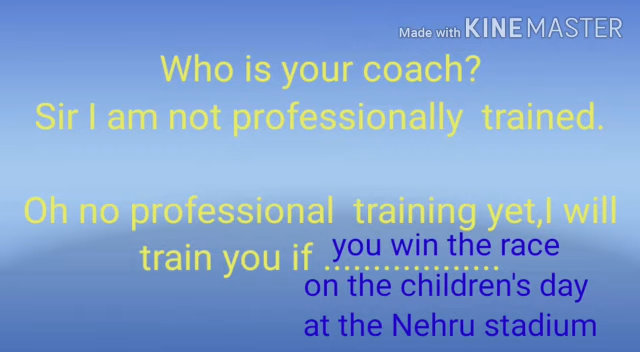 Made with KINEMASTER
Who is your coach?
Sir I am not professionally trained.
Oh no professional training yet,I will
train you if ..................
you win the race
on the children's day
at the Nehru stadium